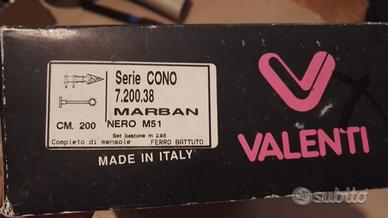 Serie CONO
7.200.38
MARBAN
CM. 200
NERO M51
Set bastone m 2,65
Completo di mensole
FERRO BATTUTO
MADE IN ITALY
VALENTI
subito